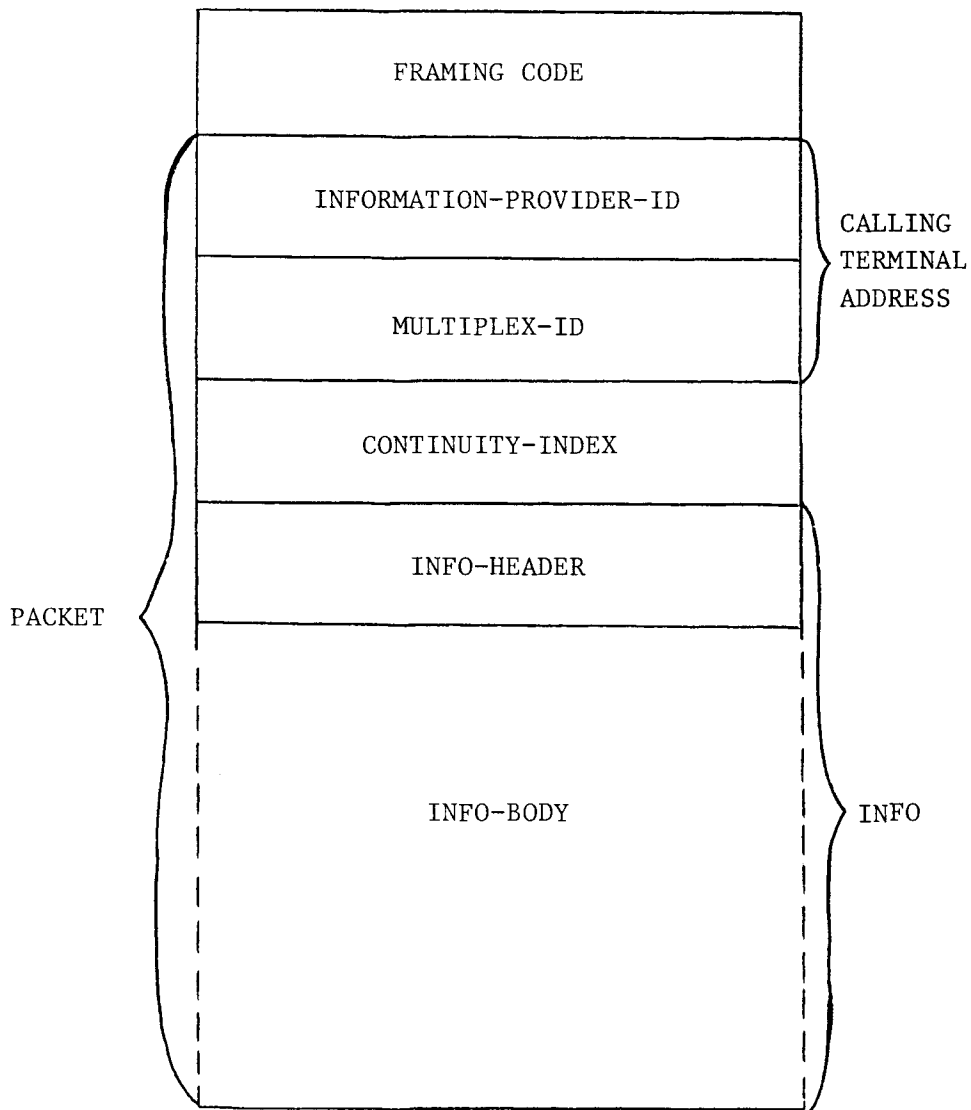 FRAMING CODE
INFORMATION-PROVIDER-ID
CALLING
TERMINAL
ADDRESS
MULTIPLEX-ID
CONTINUITY-INDEX
INFO-HEADER
PACKET
INFO-BODY
INFO